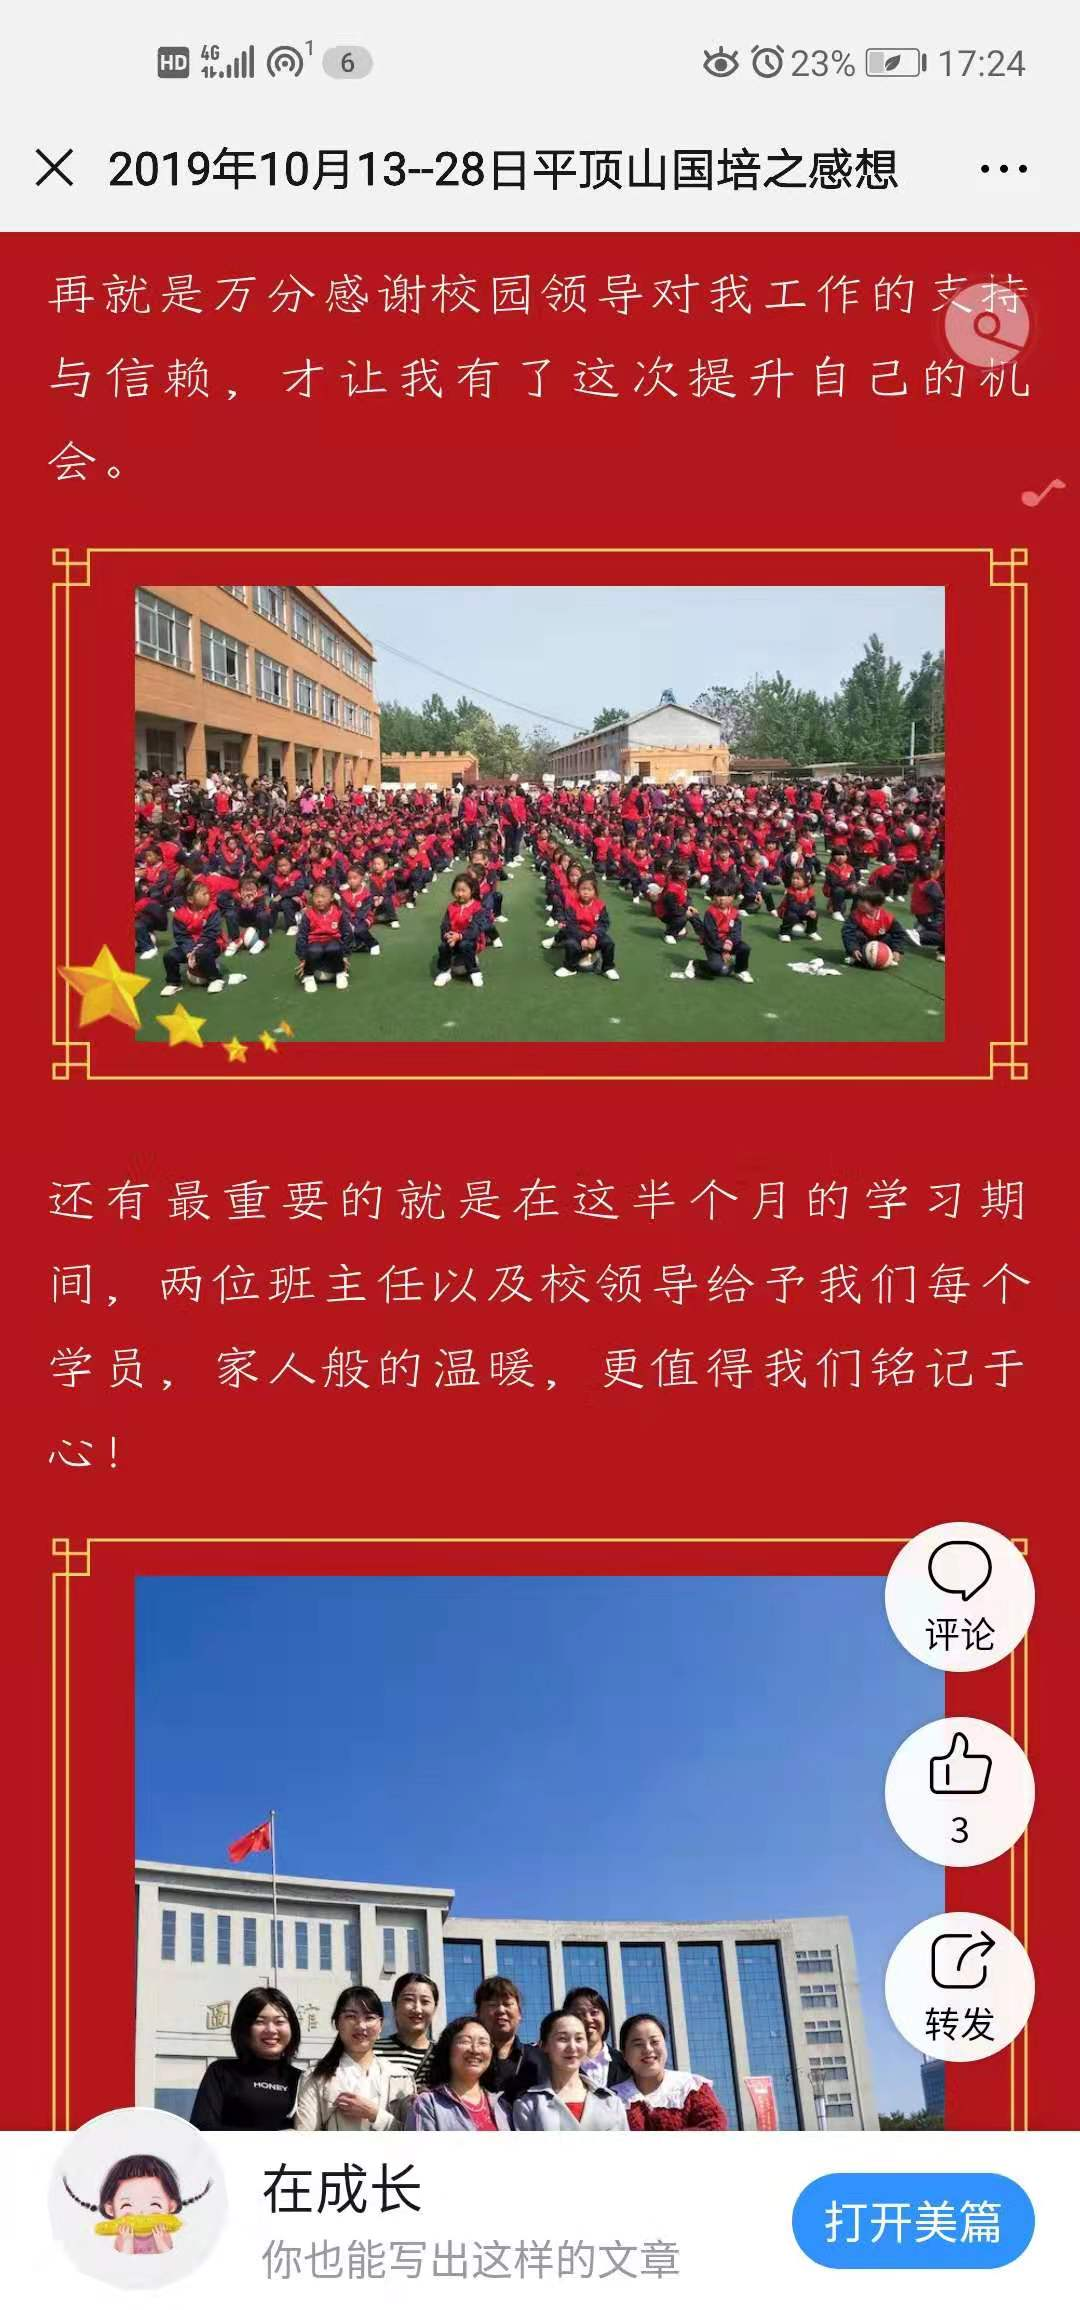 HD 4G 1 6 23% 17:24
2019年10月13--28日平顶山国培之感想
再就是万分感谢校园领导对我工作的支持
与信赖，才让我有了这次提升自己的机
会。
还有最重要的就是在这半个月的学习期
间，两位班主任以及校领导给予我们每个
学员，家人般的温暖，更值得我们铭记于
心！
评论
3
转发
圖 馆
HONEY
在成长
你也能写出这样的文章
打开美篇